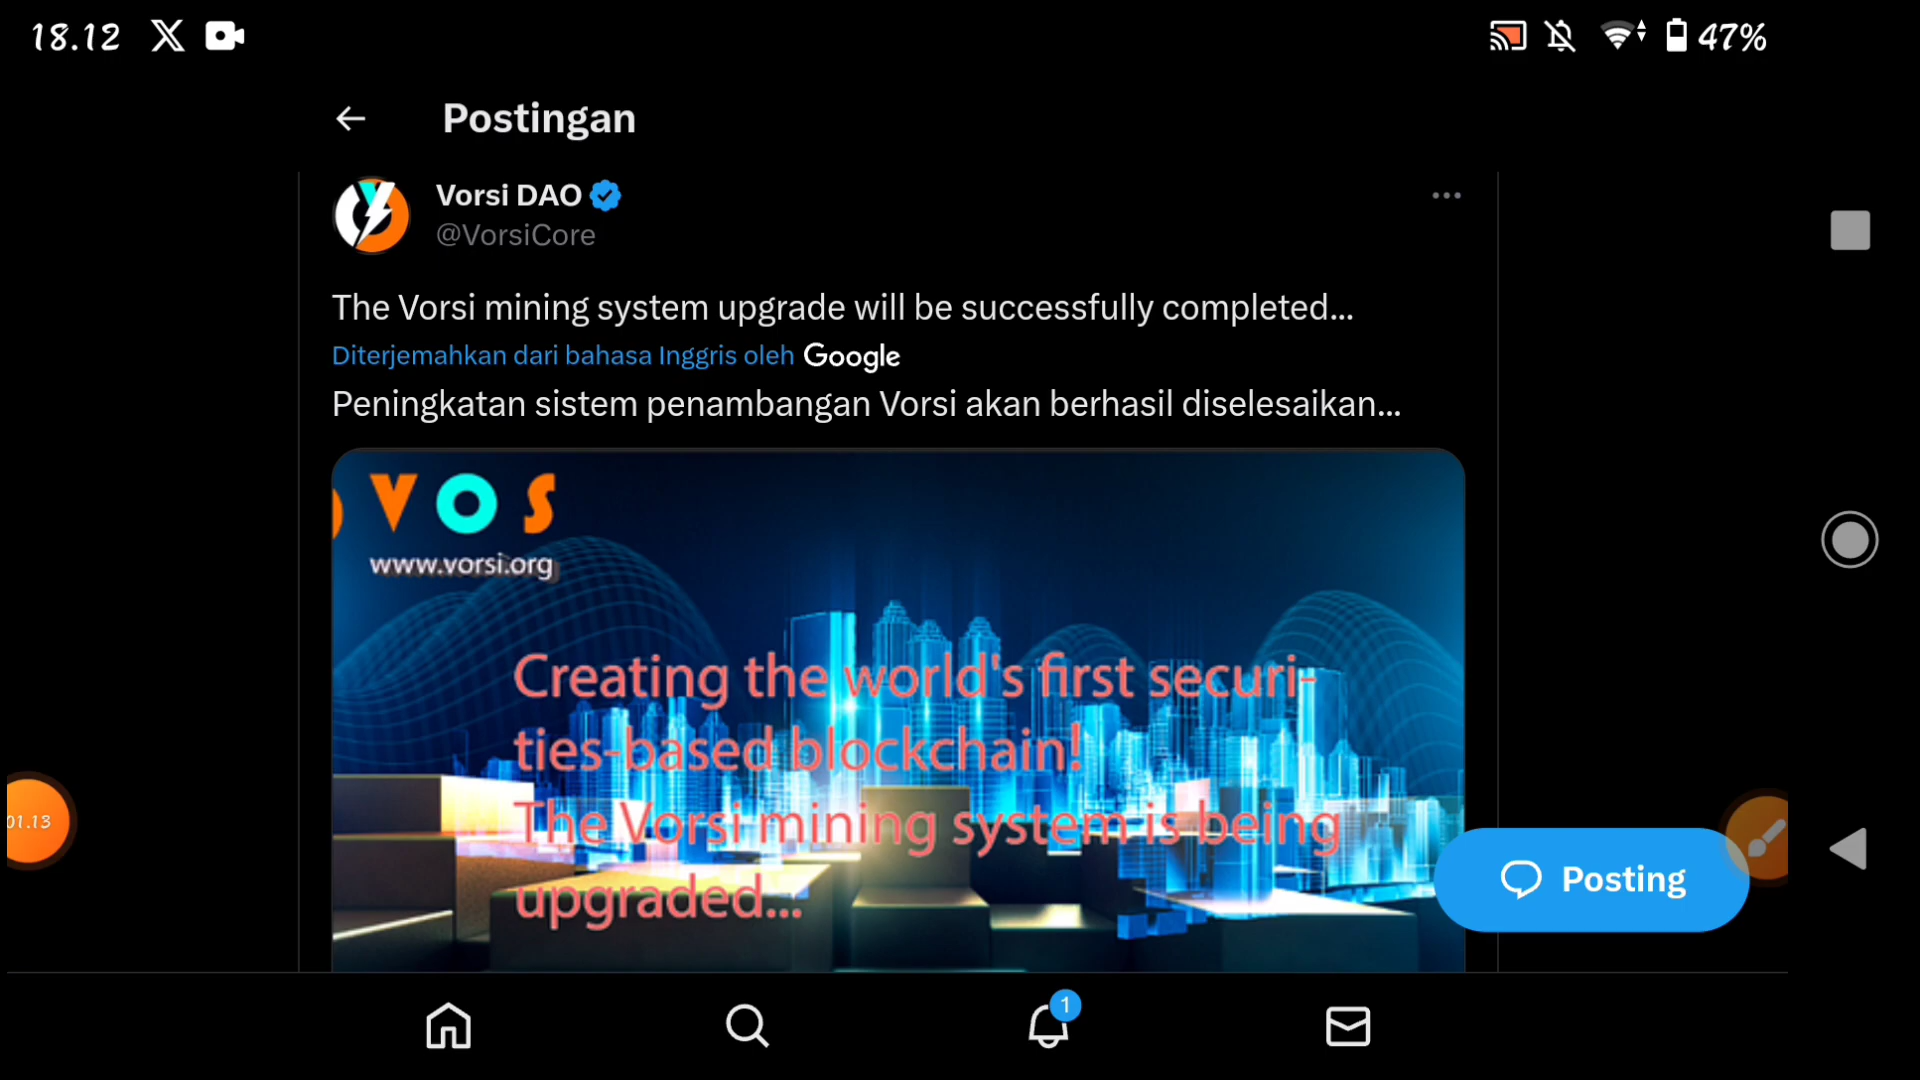 18.12
47%
Postingan
Vorsi DAO
@VorsiCore
The Vorsi mining system upgrade will be successfully completed...
Diterjemahkan dari bahasa Inggris oleh Google
Peningkatan sistem penambangan Vorsi akan berhasil diselesaikan...
VOS
www.vorsi.org
Creating the world's first securi-
ties-based blockchain!
The Vorsi mining system is being
upgraded...
01.13
Posting
1